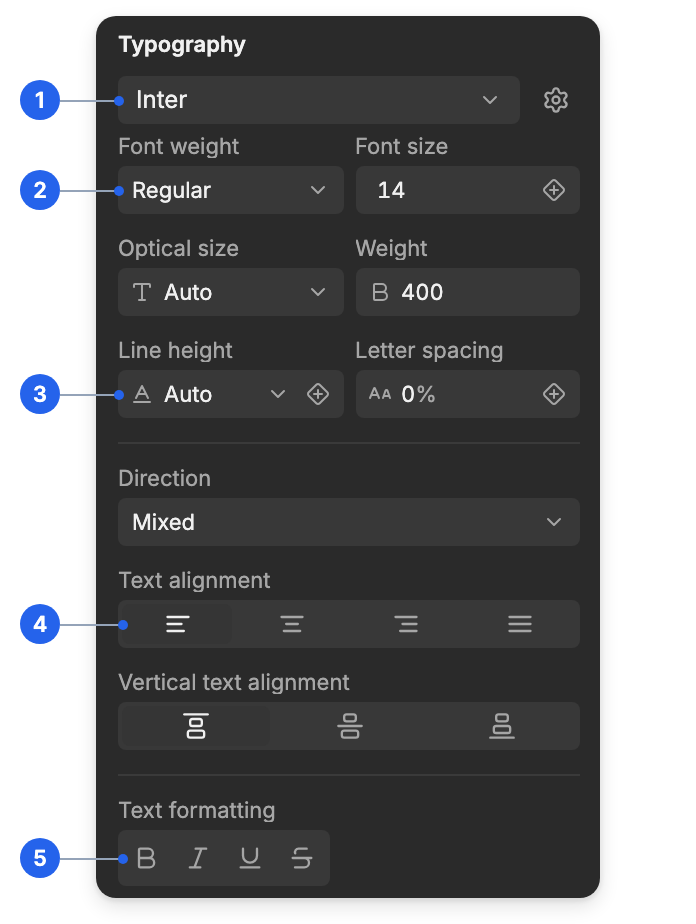 Typography
1 Inter
Font weight Font size
2 Regular 14
Optical size Weight
Auto 400
Line height Letter spacing
3 Auto 0%
Direction
Mixed
Text alignment
4
Vertical text alignment
Text formatting
5 B I U S